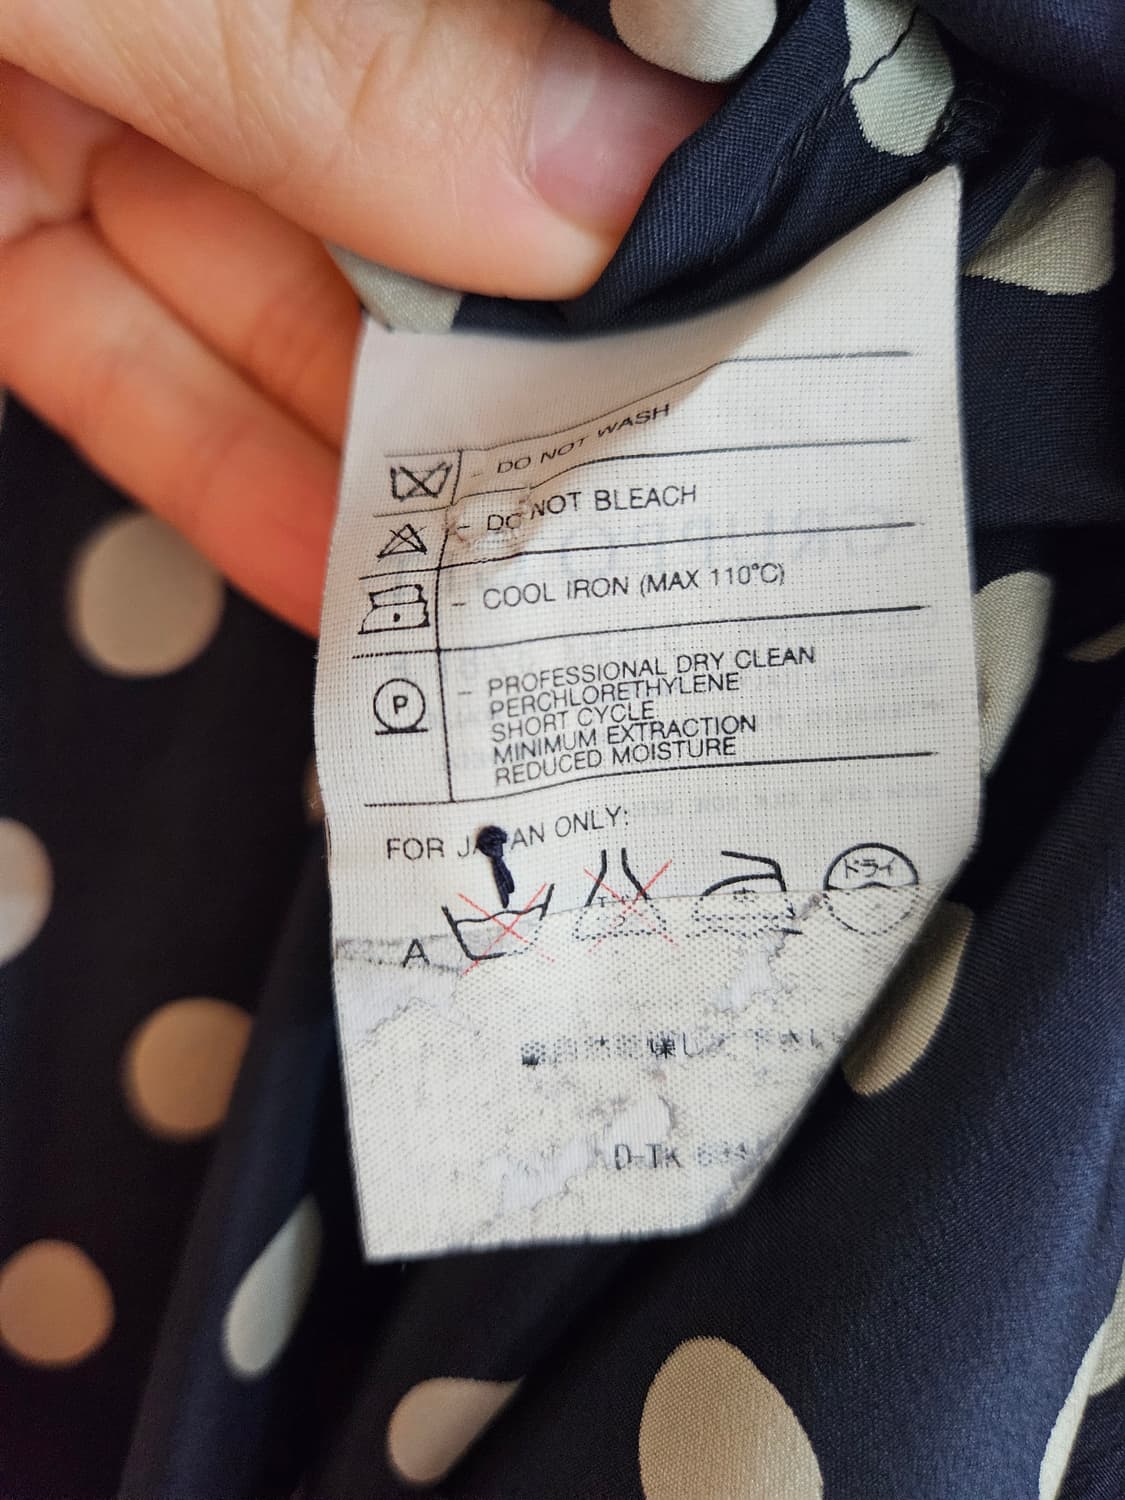 - DO NOT WASH
- DO NOT BLEACH
- COOL IRON (MAX 110°C)
P
- PROFESSIONAL DRY CLEAN
PERCHLORETHYLENE
SHORT CYCLE
MINIMUM EXTRACTION
REDUCED MOISTURE
FOR JAPAN ONLY:
ドライ
A
D-TK